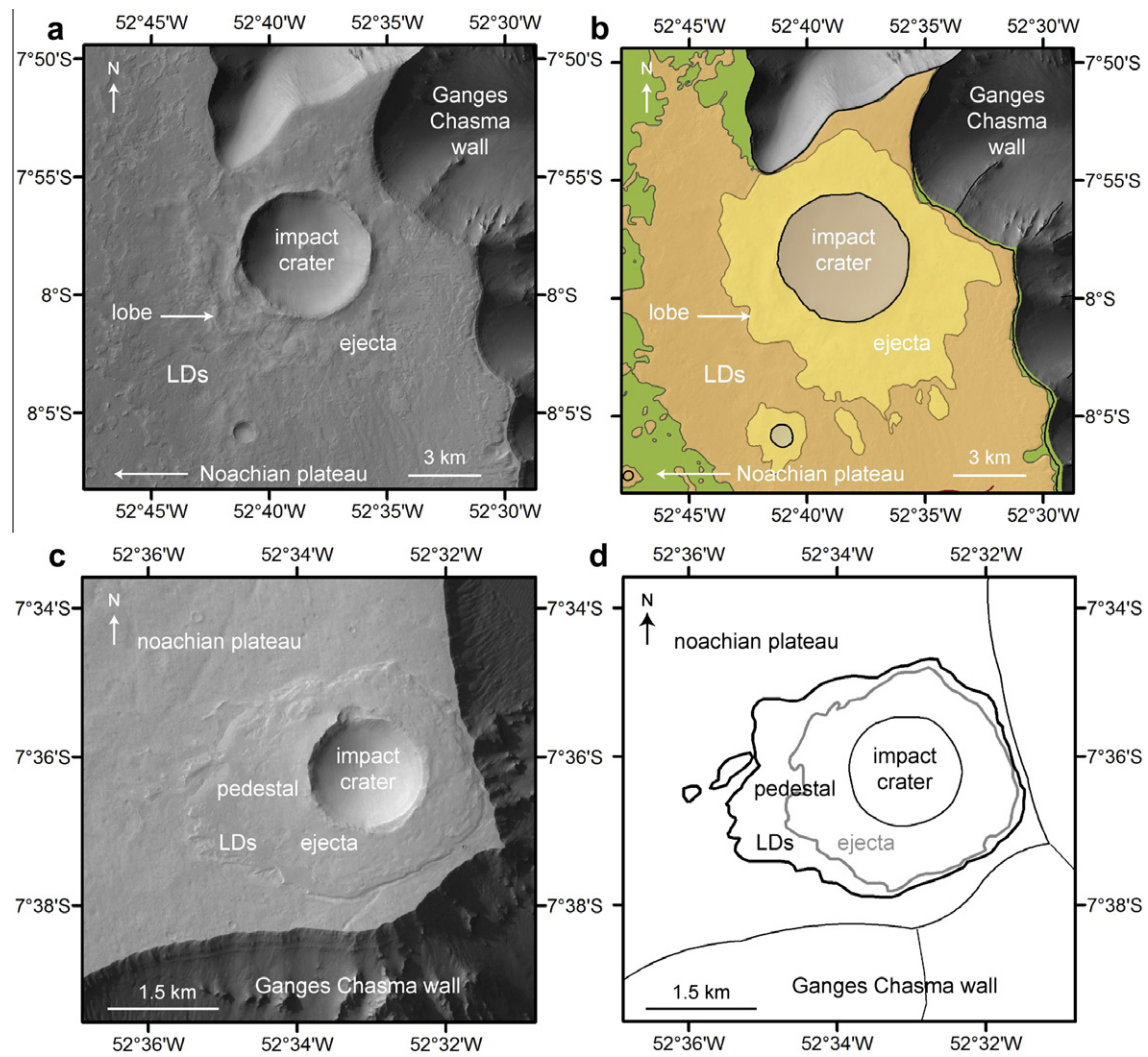 a
52°45'W 52°40'W 52°35'W 52°30'W
7°50'S
7°55'S
8°S
8°5'S
N
Ganges
Chasma
wall
impact
crater
lobe
ejecta
LDs
3 km
Noachian plateau
52°45'W 52°40'W 52°35'W 52°30'W
b
52°45'W 52°40'W 52°35'W 52°30'W
N
Ganges
Chasma
wall
impact
crater
lobe
ejecta
LDs
3 km
Noachian plateau
7°50'S
7°55'S
8°S
8°5'S
52°45'W 52°40'W 52°35'W 52°30'W
c
52°36'W 52°34'W 52°32'W
7°34'S
7°36'S
7°38'S
N
noachian plateau
impact
crater
pedestal
LDs ejecta
Ganges Chasma wall
1.5 km
52°36'W 52°34'W 52°32'W
d
52°36'W 52°34'W 52°32'W
N
noachian plateau
impact
crater
pedestal
LDs ejecta
Ganges Chasma wall
1.5 km
7°34'S
7°36'S
7°38'S
52°36'W 52°34'W 52°32'W